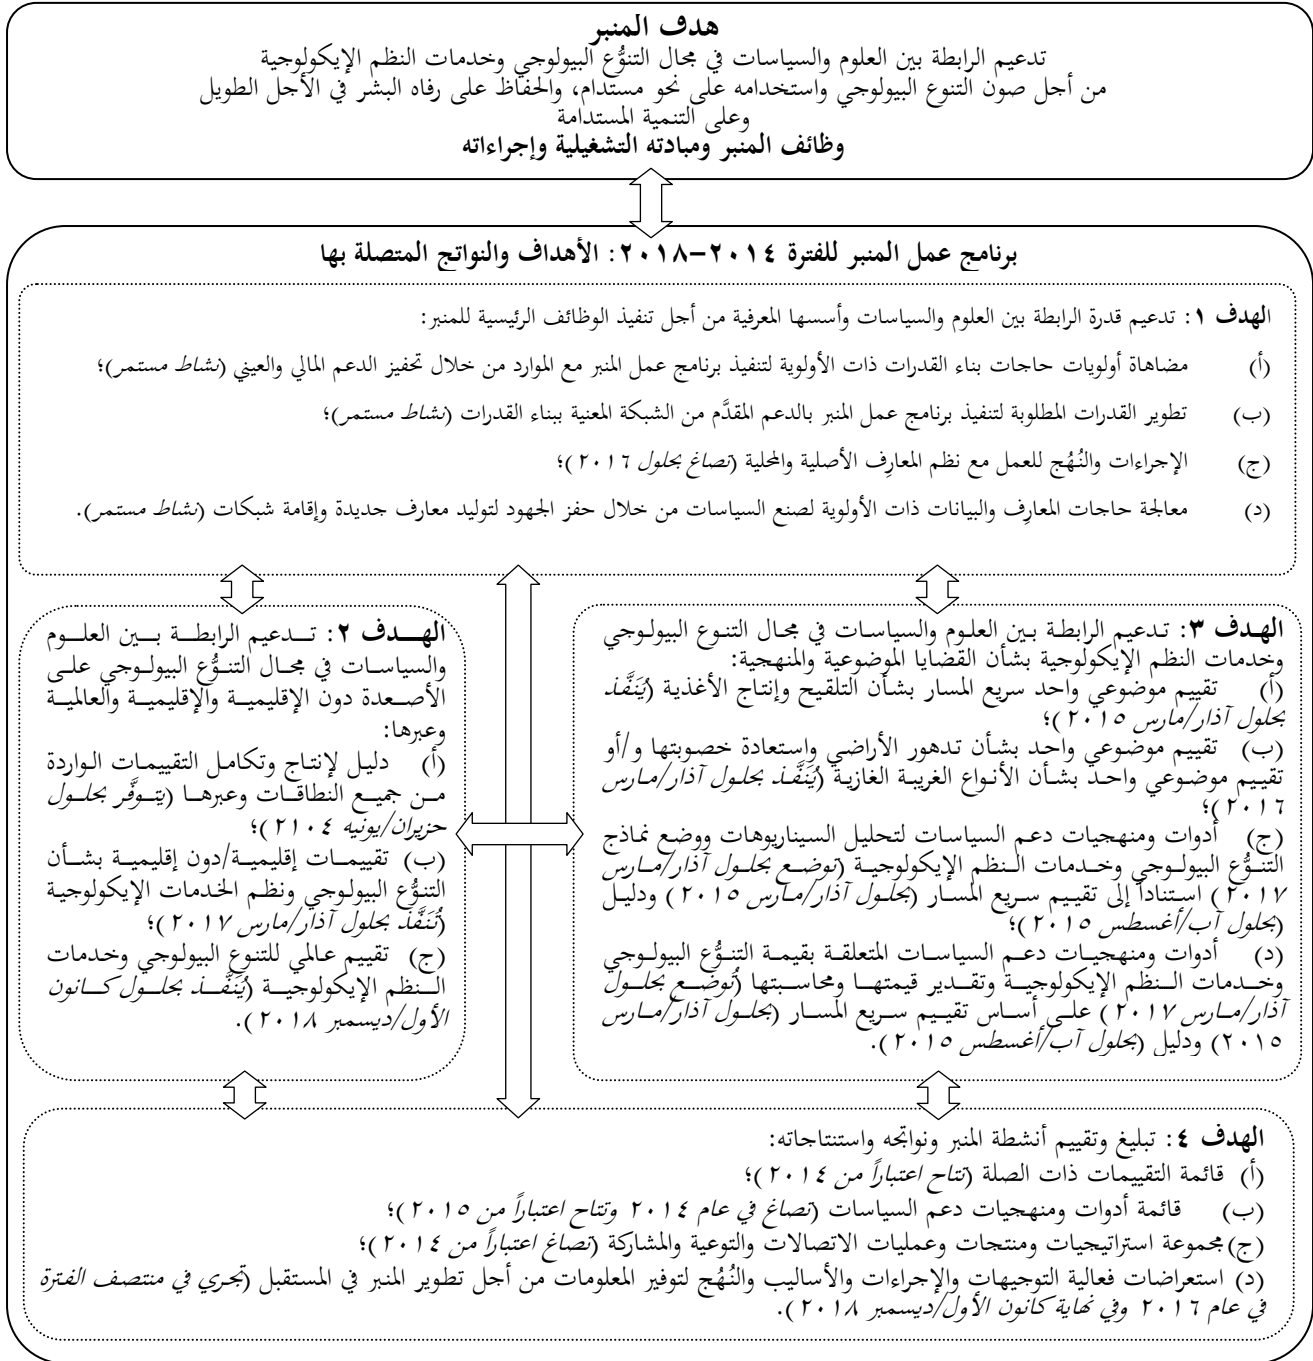 هدف المنبر
تدعيم الرابطة بين العلوم والسياسات في مجال التنوُّع البيولوجي وخدمات النظم الإيكولوجية
من أجل صون التنوع البيولوجي واستخدامه على نحو مستدام، والحفاظ على رفاه البشر في الأجل الطويل
وعلى التنمية المستدامة
وظائف المنبر ومبادئه التشغيلية وإجراءاته
برنامج عمل المنبر للفترة ٢٠١٤-٢٠١٨: الأهداف والنواتج المتصلة بها
الهدف ١: تدعيم قدرة الرابطة بين العلوم والسياسات وأسسها المعرفية من أجل تنفيذ الوظائف الرئيسية للمنبر:
(أ) مضاهاة أولويات حاجات بناء القدرات ذات الأولوية لتنفيذ برنامج عمل المنبر مع الموارد من خلال تحفيز الدعم المالي والعيني (نشاط مستمر)؛
(ب) تطوير القدرات المطلوبة لتنفيذ برنامج عمل المنبر بالدعم المقدَّم من الشبكة المعنية ببناء القدرات (نشاط مستمر)؛
(ج) الإجراءات والنُهُج للعمل مع نظم المعارِف الأصلية والمحلية (تصاغ بحلول ٢٠١٦)؛
(د) معالجة حاجات المعارِف والبيانات ذات الأولوية لصنع السياسات من خلال حفز الجهود لتوليد معارف جديدة وإقامة شبكات (نشاط مستمر).
الهدف ٣: تدعيم الرابطة بين العلوم والسياسات في مجال التنوع البيولوجي
وخدمات النظم الإيكولوجية بشأن القضايا الموضوعية والمنهجية:
(أ) تقييم موضوعي واحد سريع المسار بشأن التلقيح وإنتاج الأغذية (يُنَفَّذ
بحلول آذار/مارس ٢٠١٥)؛
(ب) تقييم موضوعي واحد بشأن تدهور الأراضي واستعادة خصوبتها و/أو
تقييم موضوعي واحد بشأن الأنواع الغريبة الغازية (يُنَفَّذ بحلول آذار/مارس
٢٠١٦)؛
(ج) أدوات ومنهجيات دعم السياسات لتحليل السيناريوهات ووضع نماذج
التنوُّع البيولوجي وخدمات النظم الإيكولوجية (توضع بحلول آذار/مارس
٢٠١٧) استناداً إلى تقييم سريع المسار (بحلول آذار/مارس ٢٠١٥) ودليل
(بحلول آب/أغسطس ٢٠١٥)؛
(د) أدوات ومنهجيات دعم السياسات المتعلقة بقيمة التنوُّع البيولوجي
وخدمات النظم الإيكولوجية وتقدير قيمتها ومحاسبتها (تُوضع بحلول
آذار/مارس ٢٠١٧) على أساس تقييم سريع المسار (بحلول آذار/مارس
٢٠١٥) ودليل (بحلول آب/أغسطس ٢٠١٥).
الهدف ٢: تدعيم الرابطة بين العلوم
والسياسات في مجال التنوُّع البيولوجي على
الأصعدة دون الإقليمية والإقليمية والعالمية
وعبرها:
(أ) دليل لإنتاج وتكامل التقييمات الواردة
من جميع النطاقات وعبرها (يتوفَّر بحلول
حزيران/يونيه ٢١٠٤)؛
(ب) تقييمات إقليمية/دون إقليمية بشأن
التنوُّع البيولوجي ونظم الخدمات الإيكولوجية
(تُنَفَّذ بحلول آذار/مارس ٢٠١٧)؛
(ج) تقييم عالمي للتنوع البيولوجي وخدمات
النظم الإيكولوجية (يُنَفَّذ بحلول كانون
الأول/ديسمبر ٢٠١٨).
الهدف ٤: تبليغ وتقييم أنشطة المنبر ونواتجه واستنتاجاته:
(أ) قائمة التقييمات ذات الصلة (تتاح اعتباراً من ٢٠١٤)؛
(ب) قائمة أدوات ومنهجيات دعم السياسات (تصاغ في عام ٢٠١٤ وتتاح اعتباراً من ٢٠١٥)؛
(ج) مجموعة استراتيجيات ومنتجات وعمليات الاتصالات والتوعية والمشاركة (تصاغ اعتباراً من ٢٠١٤)؛
(د) استعراضات فعالية التوجيهات والإجراءات والأساليب والنُهُج لتوفير المعلومات من أجل تطوير المنبر في المستقبل (تجرى في منتصف الفترة
في عام ٢٠١٦ وفي نهاية كانون الأول/ديسمبر ٢٠١٨).